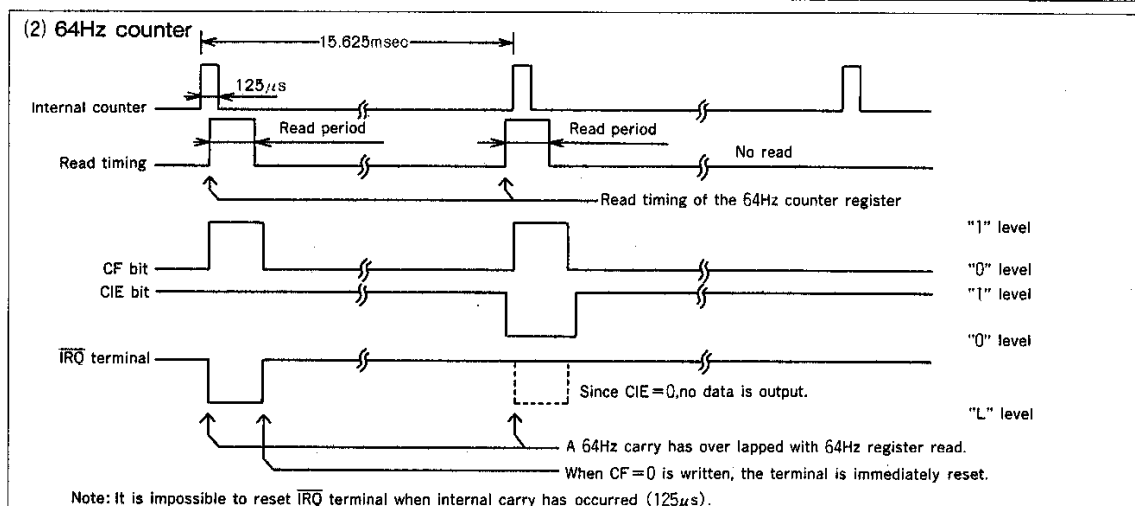 (2) 64Hz counter
15.625msec
125μs
Internal counter
Read period
Read period
Read timing
No read
Read timing of the 64Hz counter register
"1" level
CF bit
"0" level
CIE bit
"1" level
"0" level
IRQ terminal
Since CIE=0,no data is output.
"L" level
A 64Hz carry has over lapped with 64Hz register read.
When CF=0 is written, the terminal is immediately reset.
Note: It is impossible to reset IRQ terminal when internal carry has occurred (125μs).